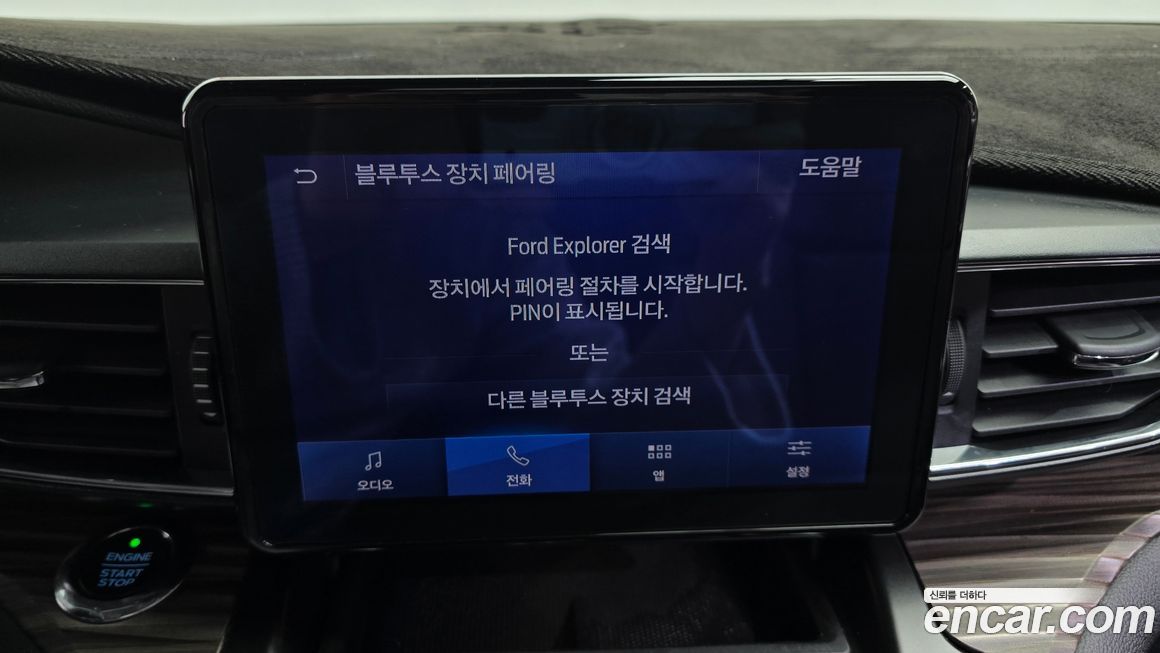 블루투스 장치 페어링
도움말
Ford Explorer 검색
장치에서 페어링 절차를 시작합니다.
PIN이 표시됩니다.
또는
다른 블루투스 장치 검색
오디오
전화
앱
설정
ENGINE
START
STOP
신뢰를 더하다
encar.com